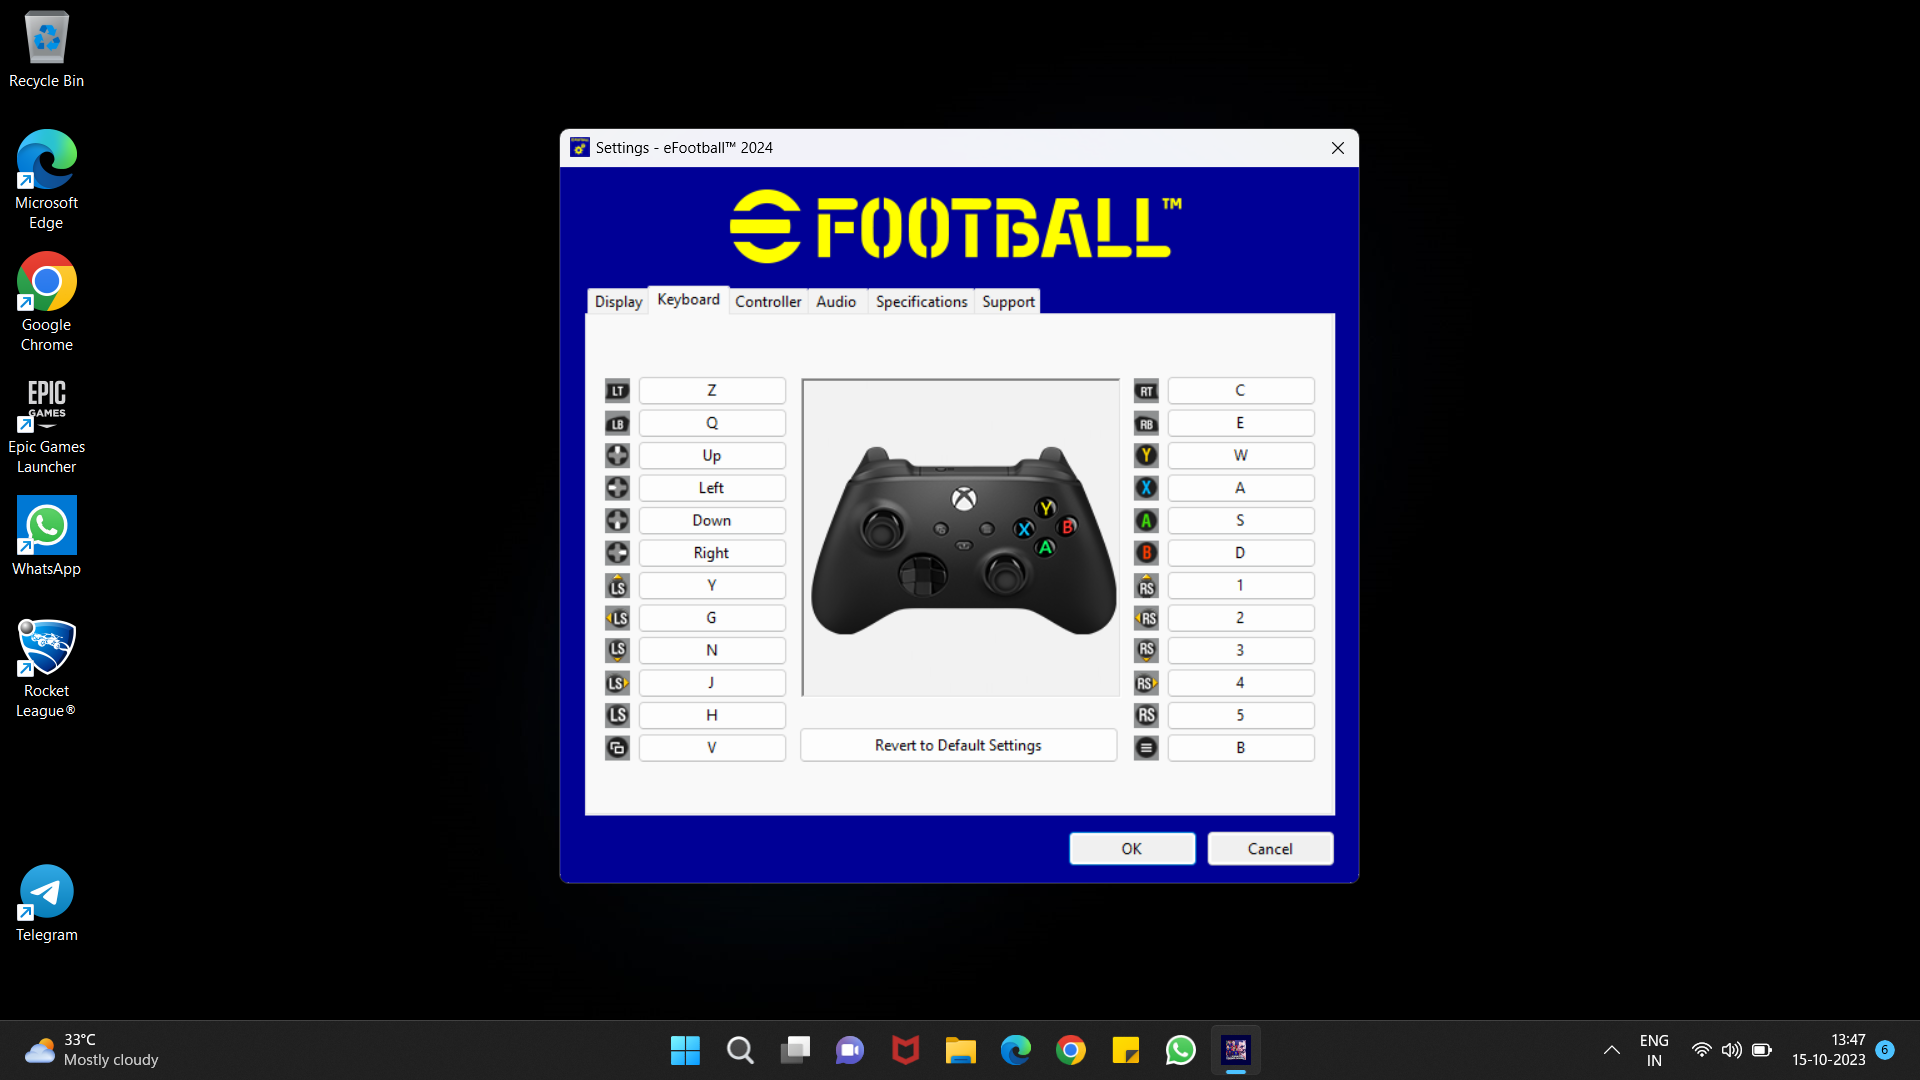 Recycle Bin
Microsoft
Edge
Google
Chrome
EPIC
GAMES
Epic Games
Launcher
WhatsApp
Rocket
League®
Telegram
Settings - eFootball™ 2024
eFOOTBALL™
Display Keyboard Controller Audio Specifications Support
LT Z RT C
LB Q RB E
Up Y W
Left X A
Down A S
Right B D
LS Y RS 1
LS G RS 2
LS N RS 3
LS J RS 4
LS H RS 5
V B
Y
X B
A
Revert to Default Settings
OK Cancel
33°C
Mostly cloudy
ENG
IN
13:47
15-10-2023
6